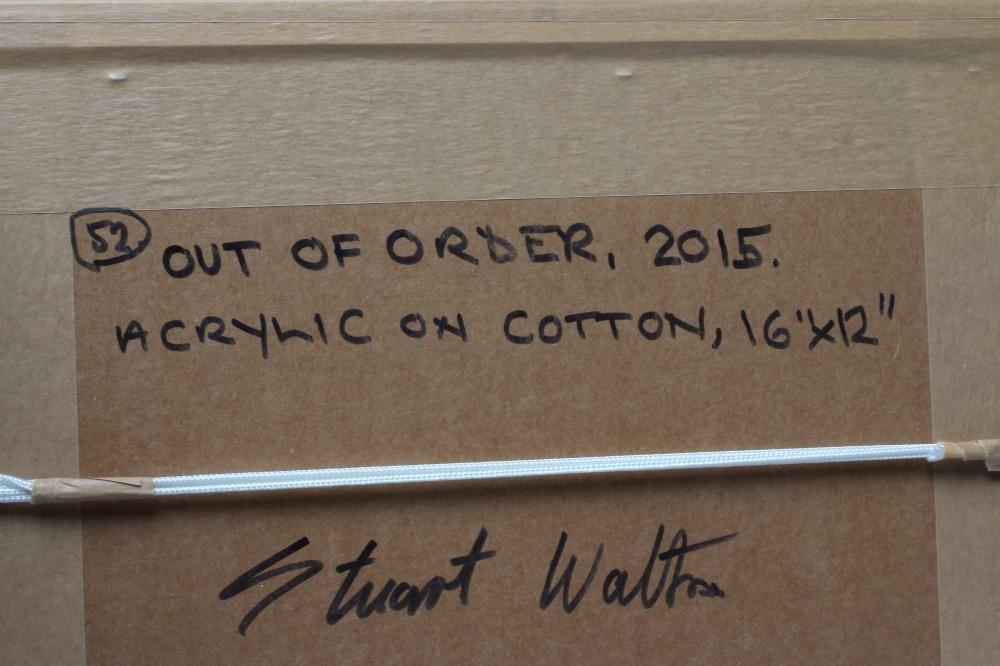 52 OUT OF ORDER, 2015.
ACRYLIC ON COTTON, 16"X12"
Stuart Walton